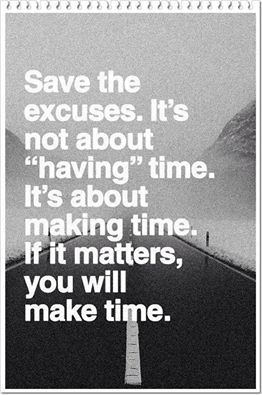 Save the
excuses. It’s
not about
“having” time.
It’s about
making time.
If it matters,
you will
make time.